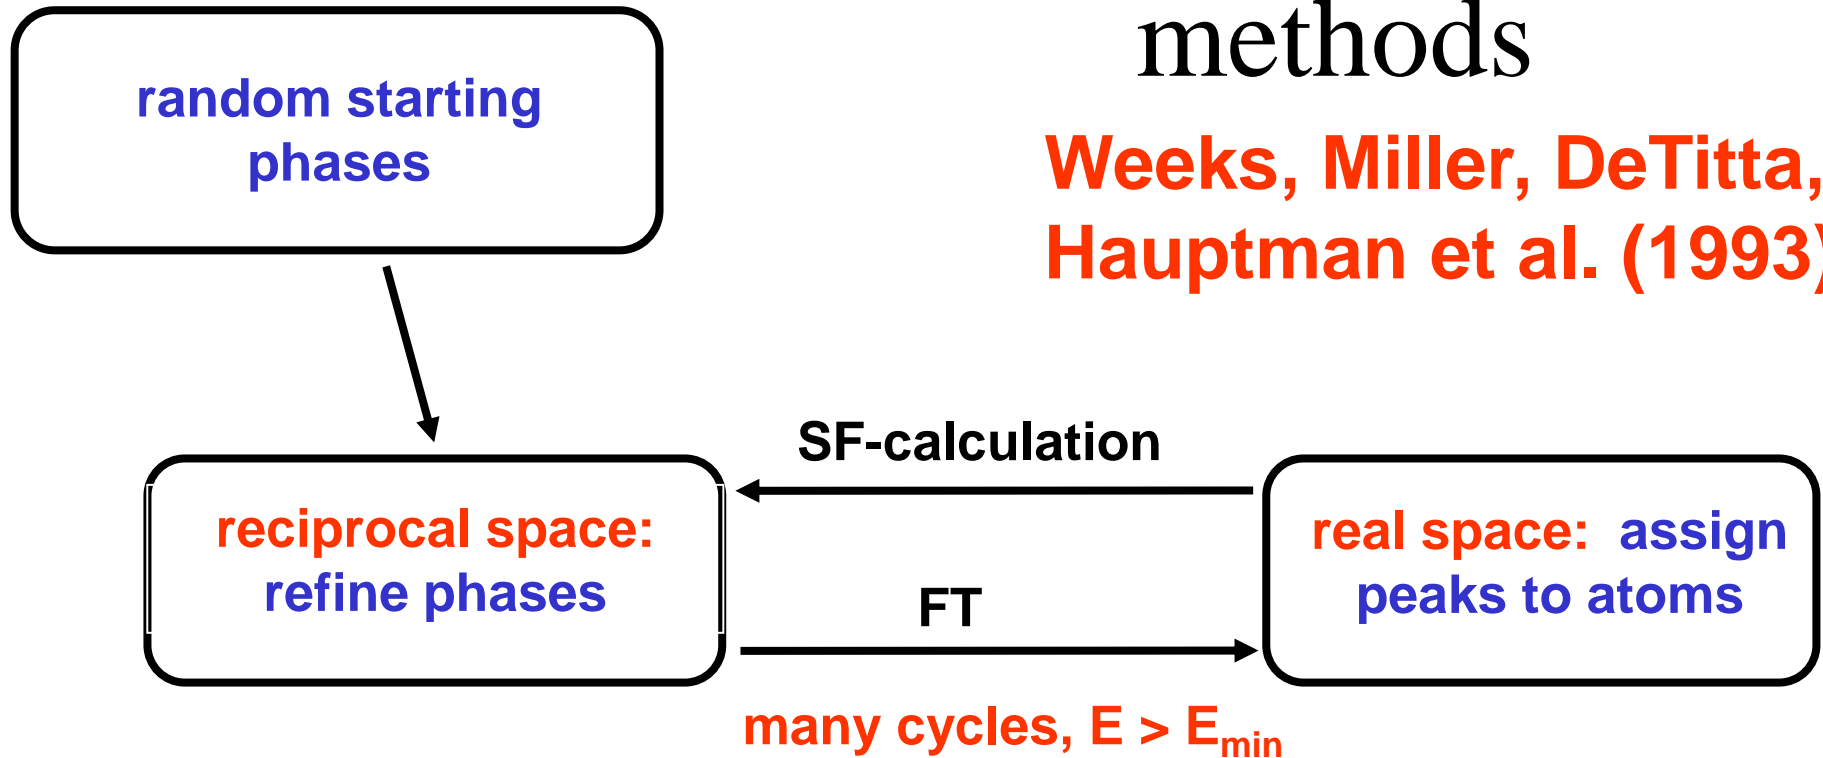 methods
Weeks, Miller, DeTitta,
Hauptman et al. (1993)
random starting
phases
SF-calculation
reciprocal space:
refine phases
real space: assign
peaks to atoms
FT
many cycles, E > Emin